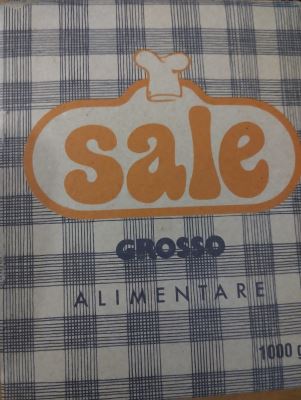 sale
GROSSO
ALIMENTARE
1000 g